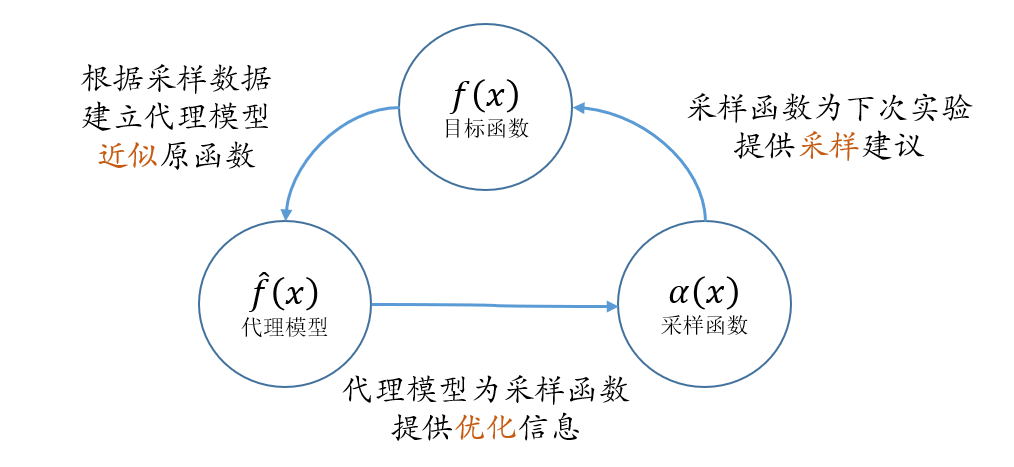 根据采样数据
建立代理模型
近似原函数
f(x)
目标函数
采样函数为下次实验
提供采样建议
f̂(x)
代理模型
α(x)
采样函数
代理模型为采样函数
提供优化信息